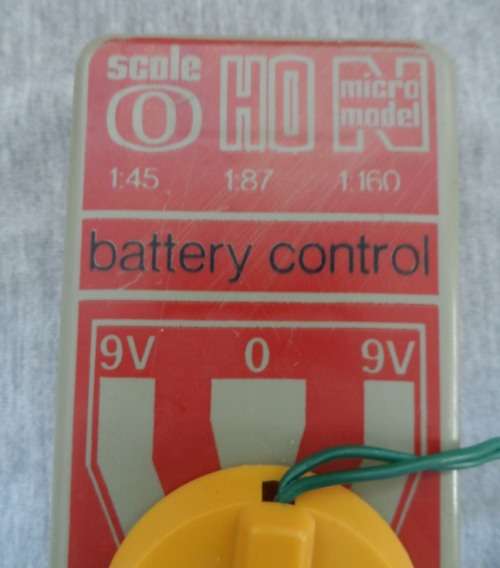 scale O HO N micro model
1:45 1:87 1:160
battery control
9V 0 9V